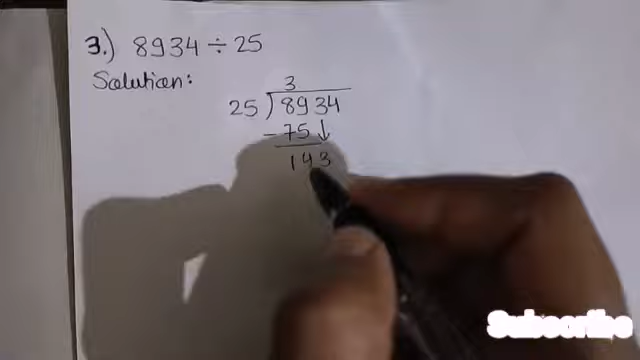 3.) 8934 ÷ 25
Solution:
3
25 ) 8934
- 75 ↓
143
Subscribe